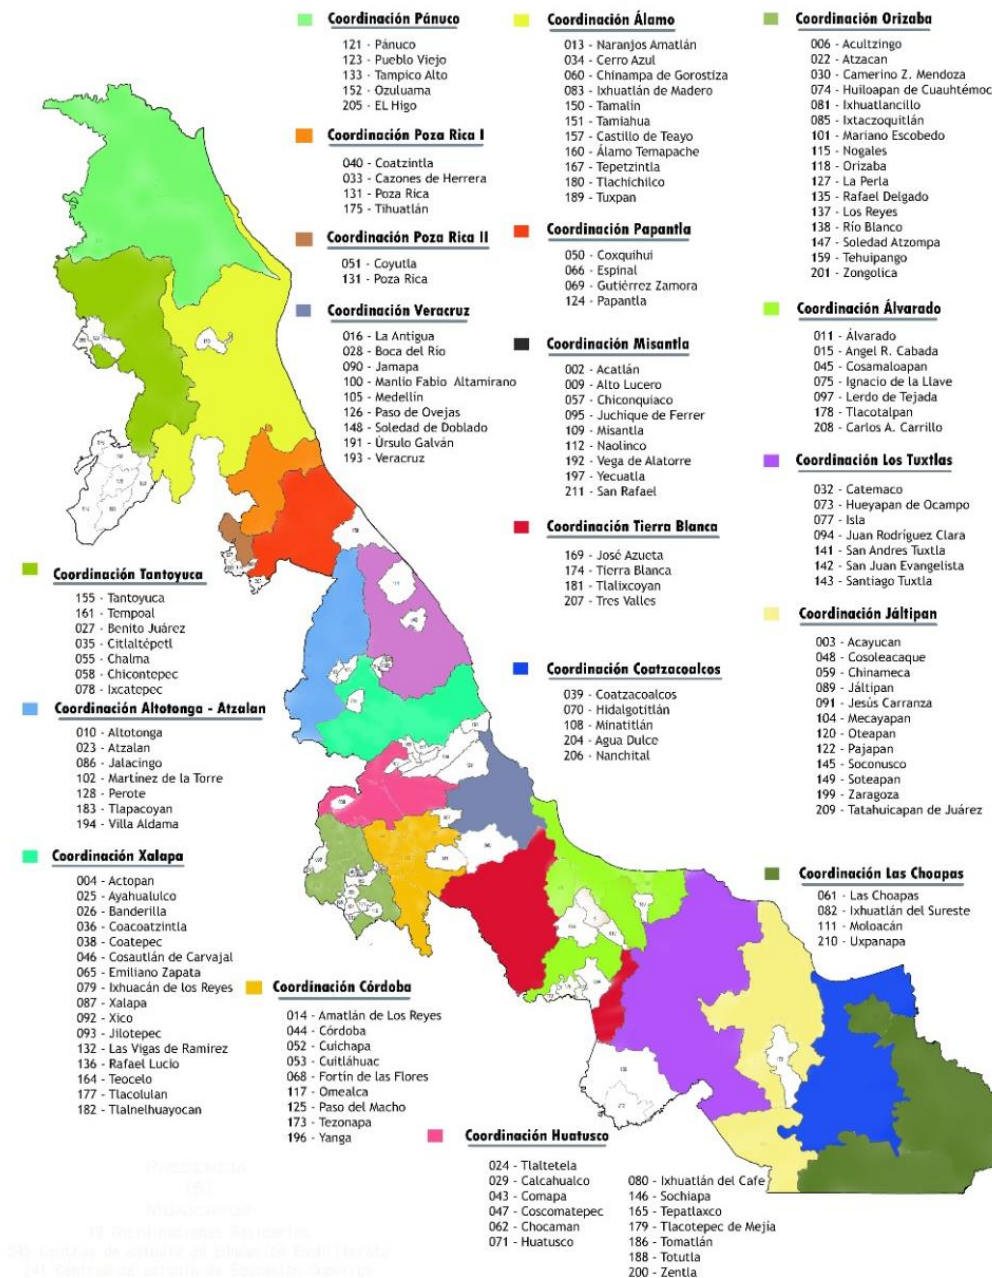 Coordinación Pánuco
121 - Pánuco
123 - Pueblo Viejo
133 - Tampico Alto
152 - Ozuluama
205 - EL Higo
Coordinación Poza Rica I
040 - Coatzintla
033 - Cazones de Herrera
131 - Poza Rica
175 - Tihuatlán
Coordinación Poza Rica II
051 - Coyutla
131 - Poza Rica
Coordinación Veracruz
016 - La Antigua
028 - Boca del Río
090 - Jamapa
100 - Manlio Fabio Altamirano
105 - Medellín
126 - Paso de Ovejas
148 - Soledad de Doblado
191 - Úrsulo Galván
193 - Veracruz
Coordinación Álamo
013 - Naranjos Amatlán
034 - Cerro Azul
060 - Chinampa de Gorostiza
083 - Ixhuatlán de Madero
150 - Tamalin
151 - Tamiahua
157 - Castillo de Teayo
160 - Álamo Temapache
167 - Tepetzintla
180 - Tlachichilco
189 - Tuxpan
Coordinación Papantla
050 - Coxquihui
066 - Espinal
069 - Gutiérrez Zamora
124 - Papantla
Coordinación Misantla
002 - Acatlán
009 - Alto Lucero
057 - Chiconquiaco
095 - Juchique de Ferrer
109 - Misantla
112 - Naolinco
192 - Vega de Alatorre
197 - Yecuatla
211 - San Rafael
Coordinación Tierra Blanca
169 - José Azueta
174 - Tierra Blanca
181 - Tlalixcoyan
207 - Tres Valles
Coordinación Coatzacoalcos
039 - Coatzacoalcos
070 - Hidalgotitlán
108 - Minatitlán
204 - Agua Dulce
206 - Nanchital
Coordinación Orizaba
006 - Acultzingo
022 - Atzacan
030 - Camerino Z. Mendoza
074 - Huiloapan de Cuauhtémoc
081 - Ixhuatlancillo
085 - Ixtaczoquitlán
101 - Mariano Escobedo
115 - Nogales
118 - Orizaba
127 - La Perla
135 - Rafael Delgado
137 - Los Reyes
138 - Río Blanco
147 - Soledad Atzompa
159 - Tehuipango
201 - Zongolica
Coordinación Álvarado
011 - Álvarado
015 - Angel R. Cabada
045 - Cosamaloapan
075 - Ignacio de la Llave
097 - Lerdo de Tejada
178 - Tlacotalpan
208 - Carlos A. Carrillo
Coordinación Los Tuxtlas
032 - Catemaco
073 - Hueyapan de Ocampo
077 - Isla
094 - Juan Rodríguez Clara
141 - San Andres Tuxtla
142 - San Juan Evangelista
143 - Santiago Tuxtla
Coordinación Jáltipan
003 - Acayucan
048 - Cosoleacaque
059 - Chinameca
089 - Jáltipan
091 - Jesús Carranza
104 - Mecayapan
120 - Oteapan
122 - Pajapan
145 - Soconusco
149 - Soteapan
199 - Zaragoza
209 - Tatahuicapan de Juárez
Coordinación Las Choapas
061 - Las Choapas
082 - Ixhuatlán del Sureste
111 - Moloacán
210 - Uxpanapa
Coordinación Tantoyuca
155 - Tantoyuca
161 - Tempoal
027 - Benito Juárez
035 - Citlaltépetl
055 - Chalma
058 - Chicontepec
078 - Ixcatepec
Coordinación Altotonga - Atzalan
010 - Altotonga
023 - Atzalan
086 - Jalacingo
102 - Martínez de la Torre
128 - Perote
183 - Tlapacoyan
194 - Villa Aldama
Coordinación Xalapa
004 - Actopan
025 - Ayahualulco
026 - Banderilla
036 - Coacoatzintla
038 - Coatepec
046 - Cosautlán de Carvajal
065 - Emiliano Zapata
079 - Ixhuacán de los Reyes
087 - Xalapa
092 - Xico
093 - Jilotepec
132 - Las Vigas de Ramirez
136 - Rafael Lucio
164 - Teocelo
177 - Tlacolulan
182 - Tlalnelhuayocan
Coordinación Córdoba
014 - Amatlán de Los Reyes
044 - Córdoba
052 - Cuichapa
053 - Cuitláhuac
068 - Fortín de las Flores
117 - Omealca
125 - Paso del Macho
173 - Tezonapa
196 - Yanga
Coordinación Huatusco
024 - Tlaltetela
029 - Calcahualco
043 - Comapa
047 - Coscomatepec
062 - Chocaman
071 - Huatusco
080 - Ixhuatlán del Cafe
146 - Sochiapa
165 - Tepatlaxco
179 - Tlacotepec de Mejía
186 - Tomatlán
188 - Totutla
200 - Zentla